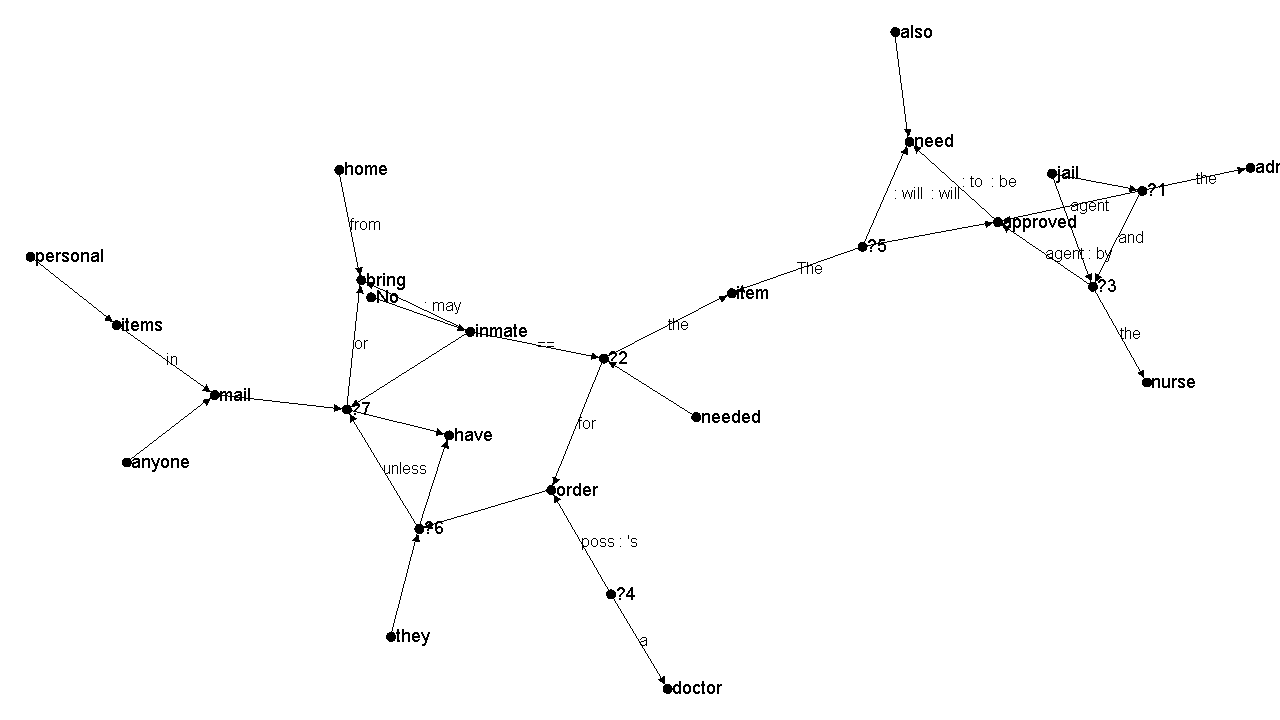 also
need
: to : be
: will : will
jail
?1
the
adr
agent
approved
and
agent : by
?5
?3
The
the
nurse
item
the
home
from
bring
No
: may
inmate
==
?2
personal
items
in
or
mail
?7
for
needed
have
anyone
unless
order
?6
poss : 's
?4
they
a
doctor